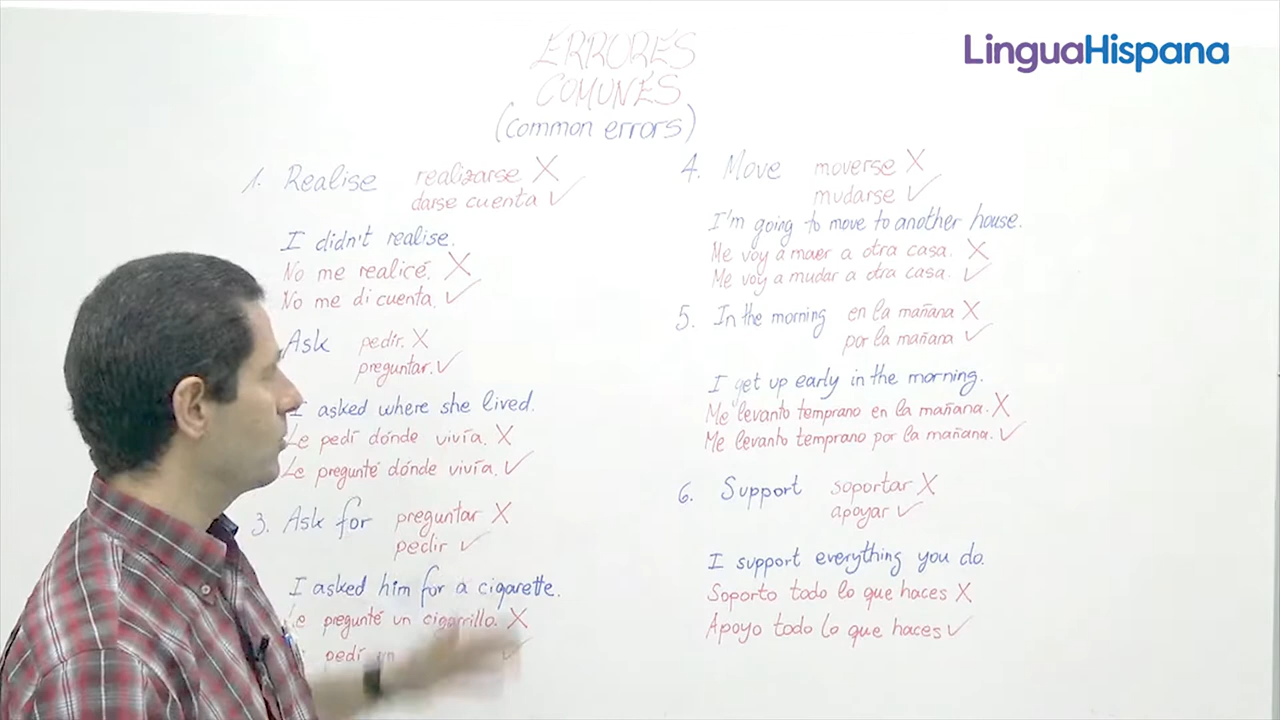 LinguaHispana
ERRORES
COMUNES
(common errors)
1. Realise realizarse X
darse cuenta ✓
I didn't realise.
No me realicé. X
No me di cuenta. ✓
Ask pedir. X
preguntar. ✓
I asked where she lived.
Le pedí dónde vivía. X
Le pregunté dónde vivía. ✓
3. Ask for preguntar X
pedir ✓
I asked him for a cigarette.
Le pregunté un cigarrillo. X
pedí un ✓
4. Move moverse X
mudarse ✓
I'm going to move to another house.
Me voy a mover a otra casa. X
Me voy a mudar a otra casa. ✓
5. In the morning en la mañana X
por la mañana ✓
I get up early in the morning.
Me levanto temprano en la mañana. X
Me levanto temprano por la mañana. ✓
6. Support soportar X
apoyar ✓
I support everything you do.
Soporto todo lo que haces X
Apoyo todo lo que haces ✓